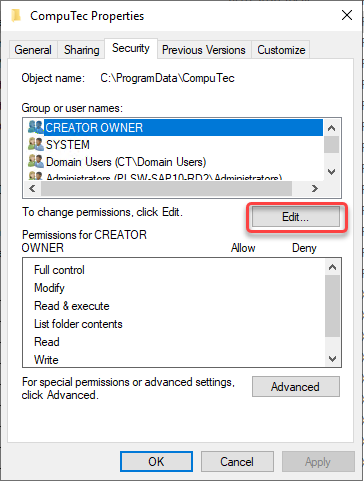 CompuTec Properties
General Sharing Security Previous Versions Customize
Object name: C:\ProgramData\CompuTec
Group or user names:
CREATOR OWNER
SYSTEM
Domain Users (CT\Domain Users)
Administrators (PLSW-SAP10-RD2\Administrators)
To change permissions, click Edit. Edit...
Permissions for CREATOR
OWNER Allow Deny
Full control
Modify
Read & execute
List folder contents
Read
Write
For special permissions or advanced settings,
click Advanced. Advanced
OK Cancel Apply